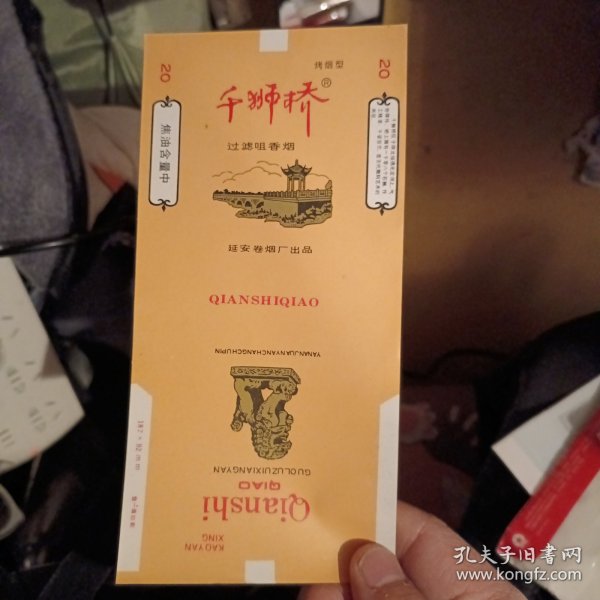 烤烟型
20
20
千狮桥
®
过滤咀香烟
焦油含量中
延安卷烟厂出品
QIANSHIQIAO
YANANJUANYANCHANGCHUPIN
GUOLUZUIXIANGYAN
QIAO
Qianshi
KAOYAN
XING
孔夫子旧书网
www.kongfz.com